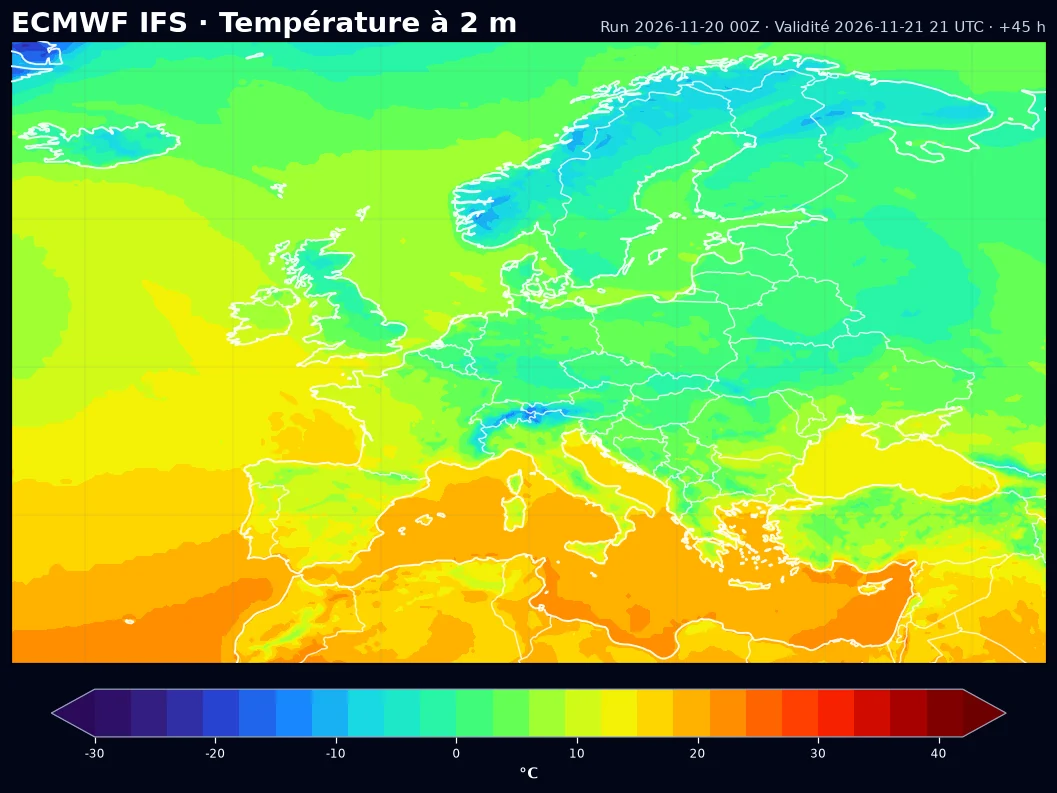 ECMWF IFS · Température à 2 m
Run 2026-11-20 00Z · Validité 2026-11-21 21 UTC · +45 h
-30 -20 -10 0 10 20 30 40
°C